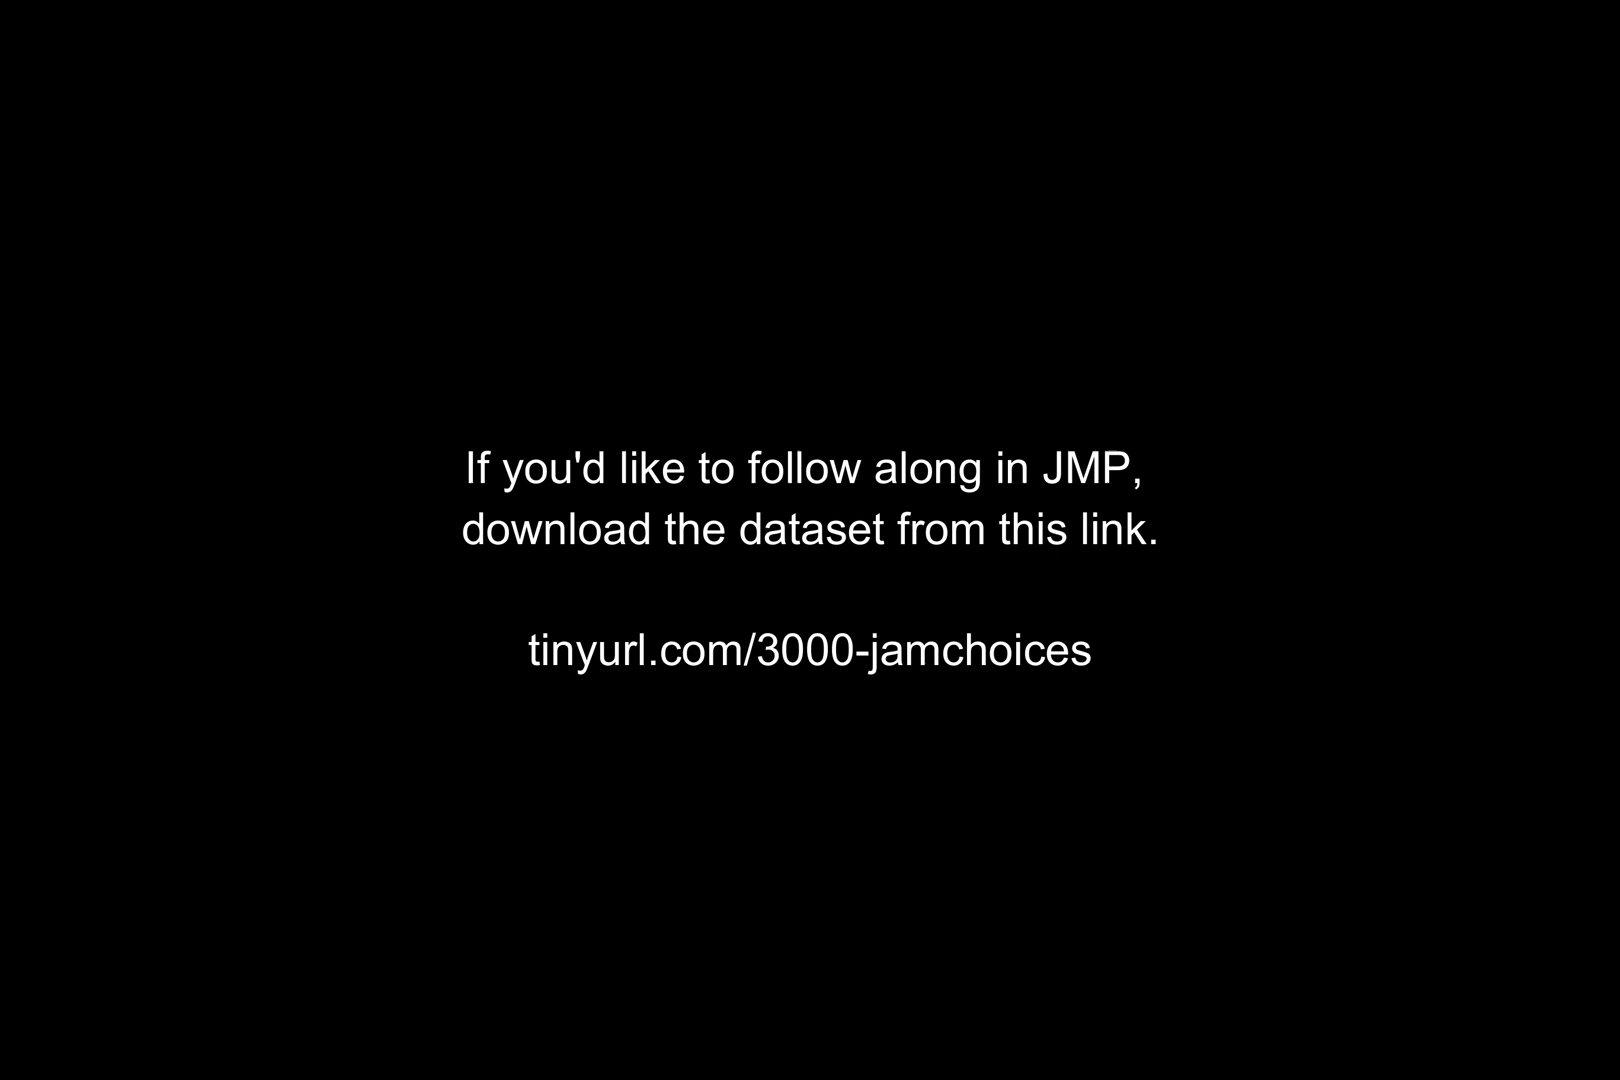 If you'd like to follow along in JMP,
download the dataset from this link.
tinyurl.com/3000-jamchoices